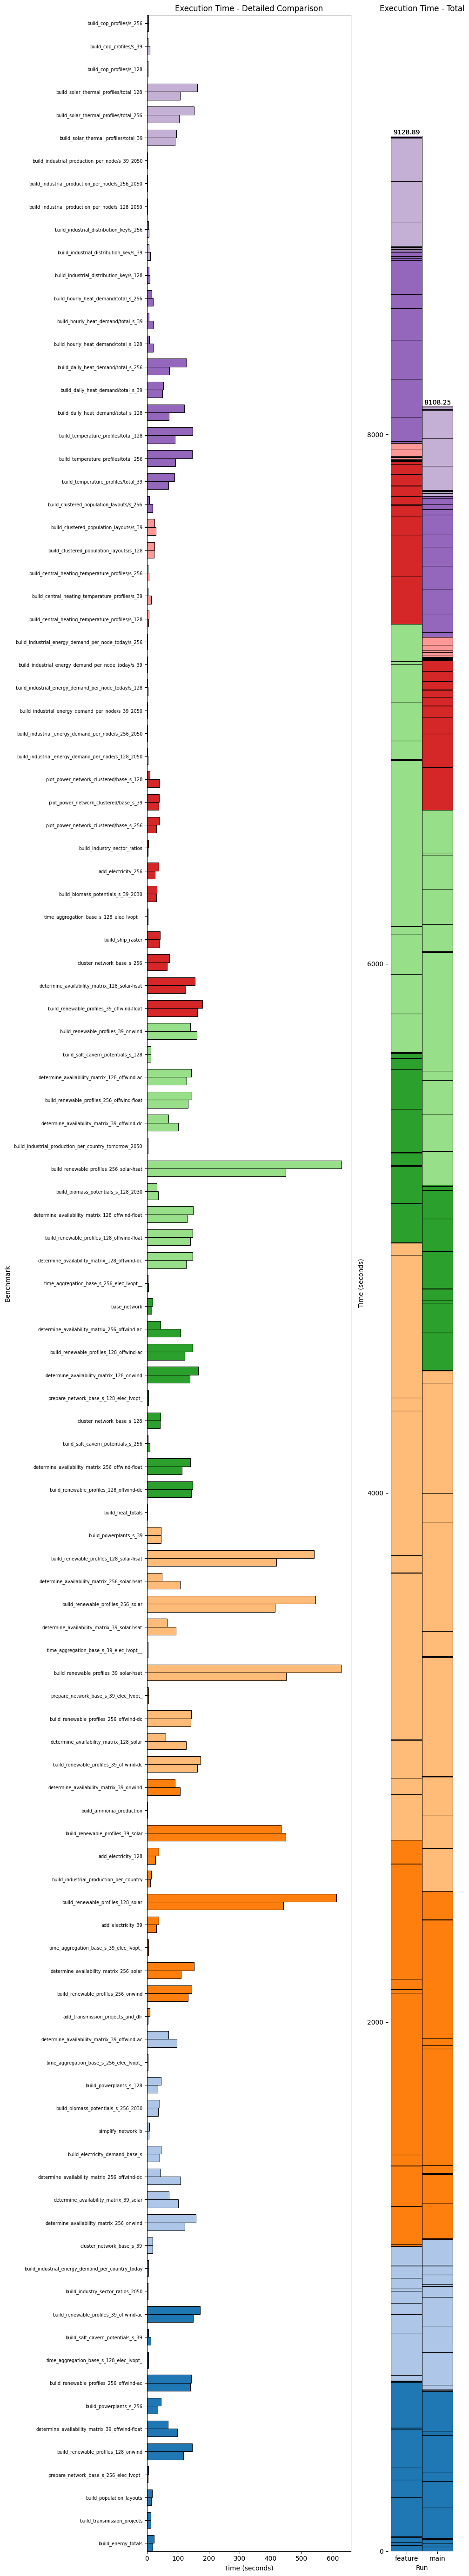 Execution Time - Detailed Comparison
Execution Time - Total
build_cop_profiles/s_256
build_cop_profiles/s_39
build_cop_profiles/s_128
build_solar_thermal_profiles/total_128
build_solar_thermal_profiles/total_256
build_solar_thermal_profiles/total_39
build_industrial_production_per_node/s_39_2050
build_industrial_production_per_node/s_256_2050
build_industrial_production_per_node/s_128_2050
build_industrial_distribution_key/s_256
build_industrial_distribution_key/s_39
build_industrial_distribution_key/s_128
build_hourly_heat_demand/total_s_256
build_hourly_heat_demand/total_s_39
build_hourly_heat_demand/total_s_128
build_daily_heat_demand/total_s_256
build_daily_heat_demand/total_s_39
build_daily_heat_demand/total_s_128
build_temperature_profiles/total_128
build_temperature_profiles/total_256
build_temperature_profiles/total_39
build_clustered_population_layouts/s_256
build_clustered_population_layouts/s_39
build_clustered_population_layouts/s_128
build_central_heating_temperature_profiles/s_256
build_central_heating_temperature_profiles/s_39
build_central_heating_temperature_profiles/s_128
build_industrial_energy_demand_per_node_today/s_256
build_industrial_energy_demand_per_node_today/s_39
build_industrial_energy_demand_per_node_today/s_128
build_industrial_energy_demand_per_node/s_39_2050
build_industrial_energy_demand_per_node/s_256_2050
build_industrial_energy_demand_per_node/s_128_2050
plot_power_network_clustered/base_s_128
plot_power_network_clustered/base_s_39
plot_power_network_clustered/base_s_256
build_industry_sector_ratios
add_electricity_256
build_biomass_potentials_s_39_2030
time_aggregation_base_s_128_elec_lvopt__
build_ship_raster
cluster_network_base_s_256
determine_availability_matrix_128_solar-hsat
build_renewable_profiles_39_offwind-float
build_renewable_profiles_39_onwind
build_salt_cavern_potentials_s_128
determine_availability_matrix_128_offwind-ac
build_renewable_profiles_256_offwind-float
determine_availability_matrix_39_offwind-dc
build_industrial_production_per_country_tomorrow_2050
build_renewable_profiles_256_solar-hsat
build_biomass_potentials_s_128_2030
determine_availability_matrix_128_offwind-float
build_renewable_profiles_128_offwind-float
determine_availability_matrix_128_offwind-dc
time_aggregation_base_s_256_elec_lvopt__
base_network
determine_availability_matrix_256_offwind-ac
build_renewable_profiles_128_offwind-ac
determine_availability_matrix_128_onwind
prepare_network_base_s_128_elec_lvopt_
cluster_network_base_s_128
build_salt_cavern_potentials_s_256
determine_availability_matrix_256_offwind-float
build_renewable_profiles_128_offwind-dc
build_heat_totals
build_powerplants_s_39
build_renewable_profiles_128_solar-hsat
determine_availability_matrix_256_solar-hsat
build_renewable_profiles_256_solar
determine_availability_matrix_39_solar-hsat
time_aggregation_base_s_39_elec_lvopt__
build_renewable_profiles_39_solar-hsat
prepare_network_base_s_39_elec_lvopt_
build_renewable_profiles_256_offwind-dc
determine_availability_matrix_128_solar
build_renewable_profiles_39_offwind-dc
determine_availability_matrix_39_onwind
build_ammonia_production
build_renewable_profiles_39_solar
add_electricity_128
build_industrial_production_per_country
build_renewable_profiles_128_solar
add_electricity_39
time_aggregation_base_s_39_elec_lvopt_
determine_availability_matrix_256_solar
build_renewable_profiles_256_onwind
add_transmission_projects_and_dlr
determine_availability_matrix_39_offwind-ac
time_aggregation_base_s_256_elec_lvopt_
build_powerplants_s_128
build_biomass_potentials_s_256_2030
simplify_network_b
build_electricity_demand_base_s
determine_availability_matrix_256_offwind-dc
determine_availability_matrix_39_solar
determine_availability_matrix_256_onwind
cluster_network_base_s_39
build_industrial_energy_demand_per_country_today
build_industry_sector_ratios_2050
build_renewable_profiles_39_offwind-ac
build_salt_cavern_potentials_s_39
time_aggregation_base_s_128_elec_lvopt_
build_renewable_profiles_256_offwind-ac
build_powerplants_s_256
determine_availability_matrix_39_offwind-float
build_renewable_profiles_128_onwind
prepare_network_base_s_256_elec_lvopt_
build_population_layouts
build_transmission_projects
build_energy_totals
Benchmark
0 100 200 300 400 500 600
Time (seconds)
Time (seconds)
8000
6000
4000
2000
0
9128.89
8108.25
feature main
Run